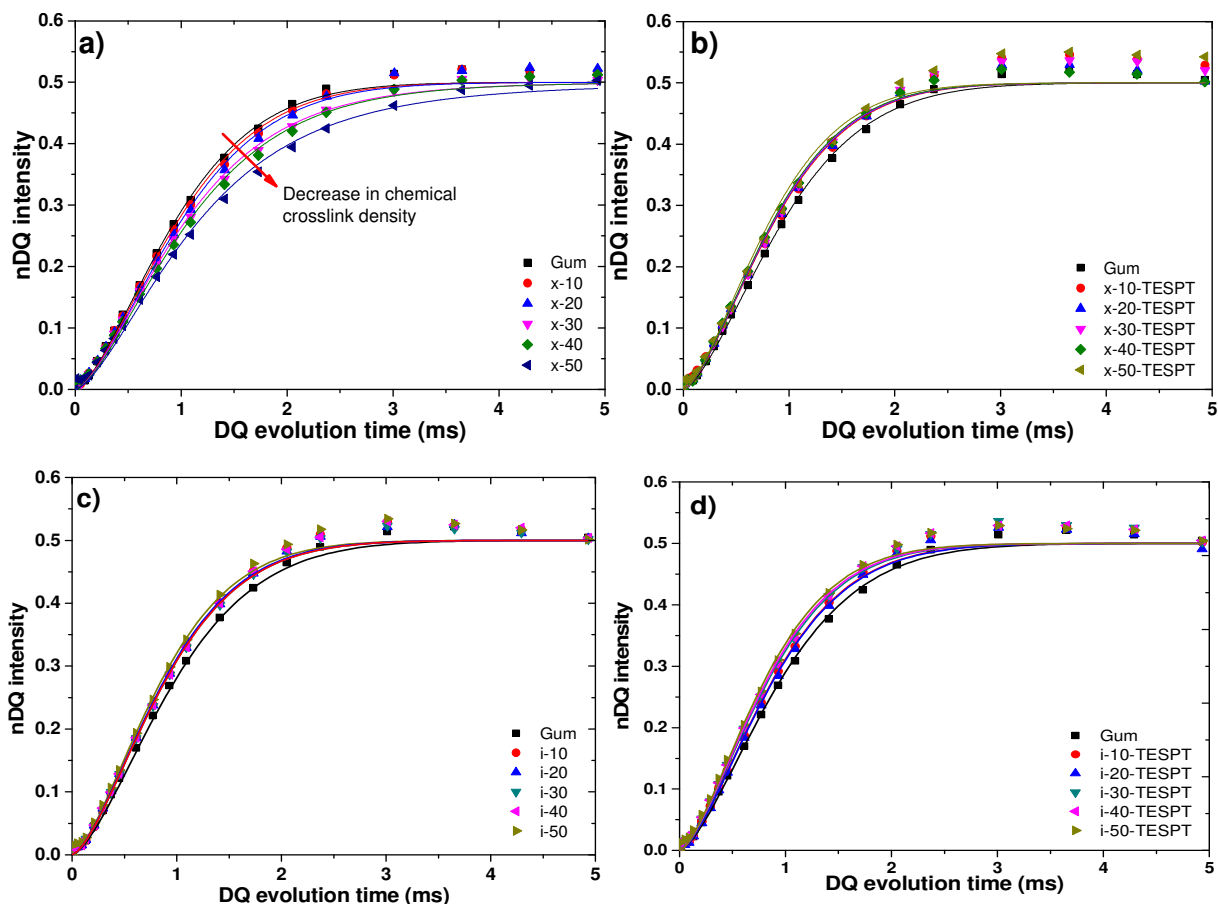 a)
0.6
0.5
0.4
0.3
0.2
0.1
0.0
nDQ intensity
Decrease in chemical
crosslink density
Gum
x-10
x-20
x-30
x-40
x-50
0 1 2 3 4 5
DQ evolution time (ms)
b)
0.6
0.5
0.4
0.3
0.2
0.1
0.0
nDQ intensity
Gum
x-10-TESPT
x-20-TESPT
x-30-TESPT
x-40-TESPT
x-50-TESPT
0 1 2 3 4 5
DQ evolution time (ms)
c)
0.6
0.5
0.4
0.3
0.2
0.1
0.0
nDQ intensity
Gum
i-10
i-20
i-30
i-40
i-50
0 1 2 3 4 5
DQ evolution time (ms)
d)
0.6
0.5
0.4
0.3
0.2
0.1
0.0
nDQ intensity
Gum
i-10-TESPT
i-20-TESPT
i-30-TESPT
i-40-TESPT
i-50-TESPT
0 1 2 3 4 5
DQ evolution time (ms)